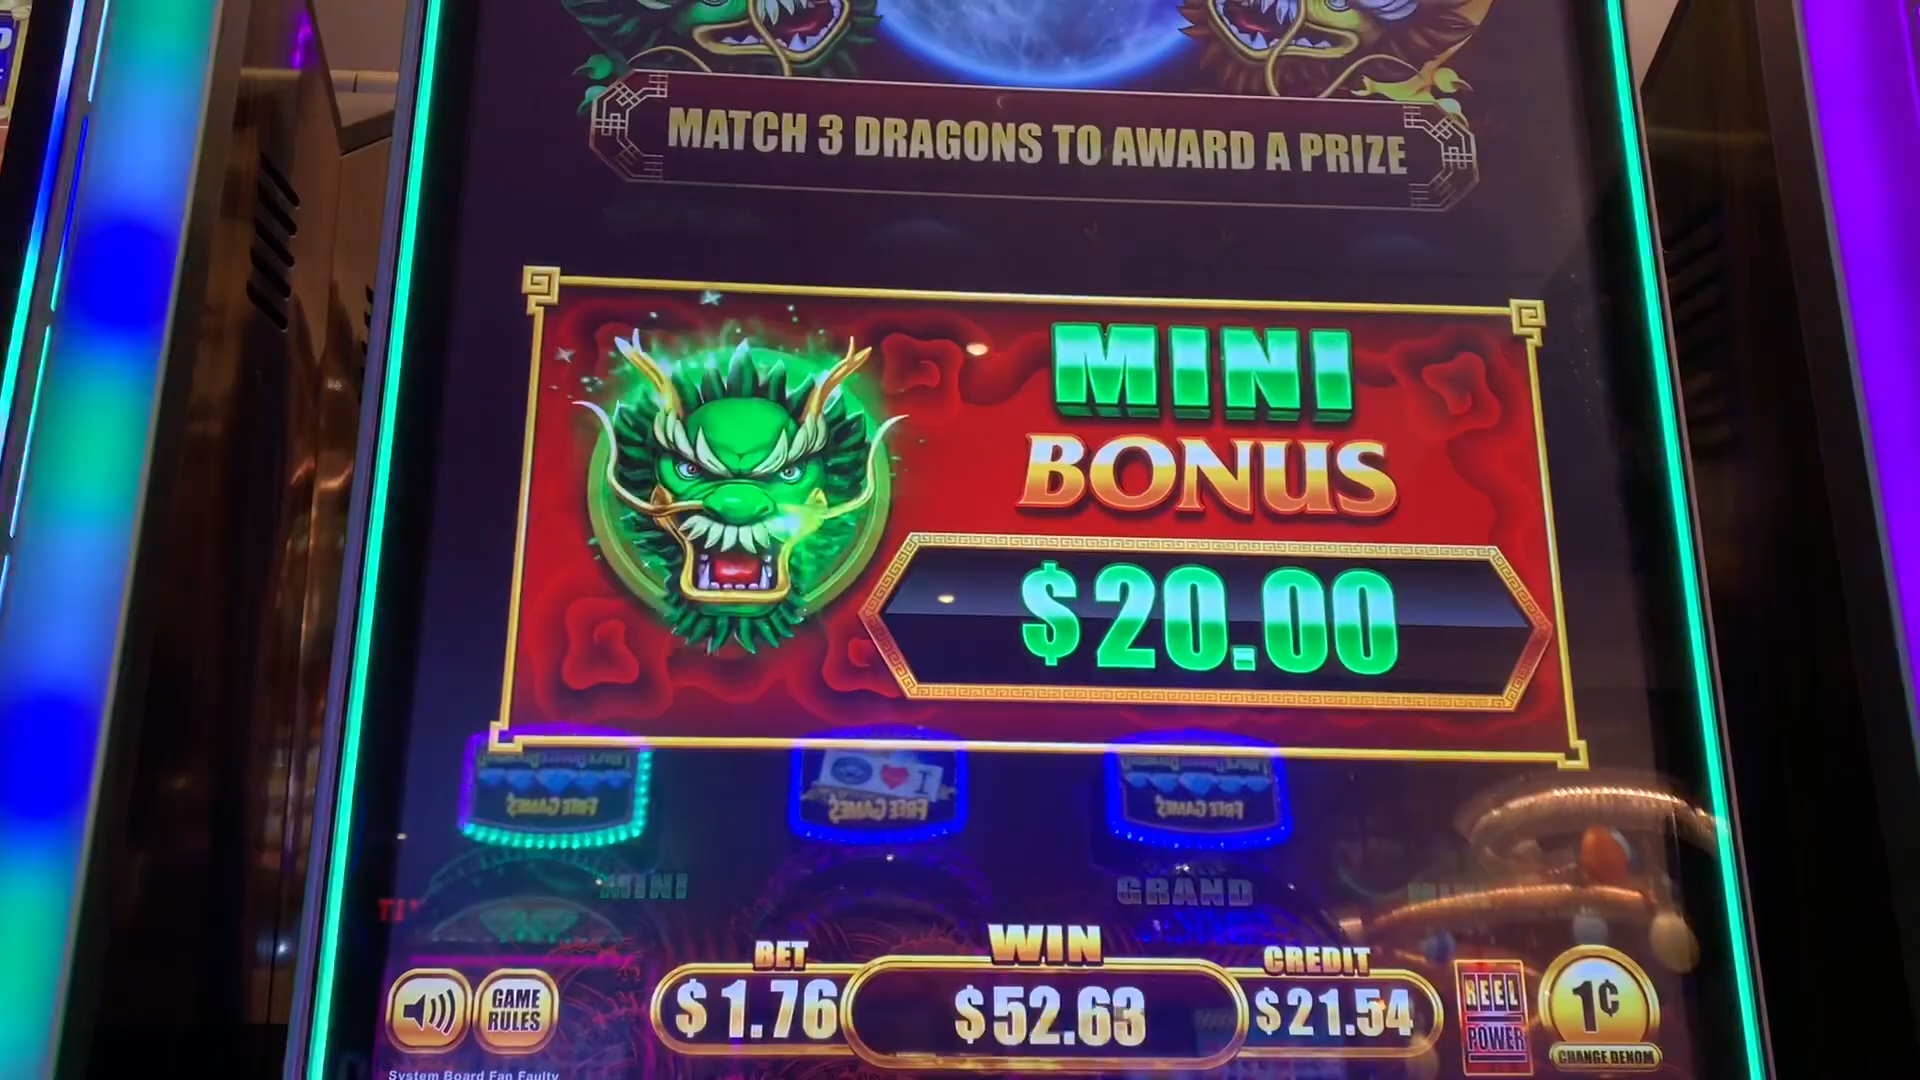 MATCH 3 DRAGONS TO AWARD A PRIZE
MINI
BONUS
$20.00
FREE GAMES
FREE GAMES
FREE GAMES
MINI
GRAND
MINI
BET
WIN
CREDIT
$1.76
$52.63
$21.54
GAME
RULES
REEL
POWER
1¢
CHANGE DENOM
System Board Fan Faulty